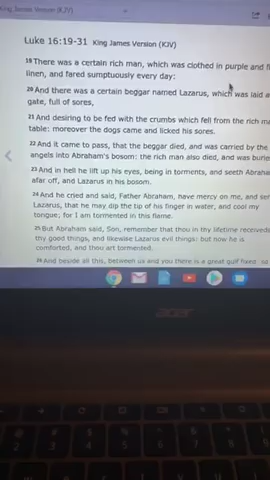 King James Version (KJV)
Luke 16:19-31 King James Version (KJV)
19 There was a certain rich man, which was clothed in purple and
linen, and fared sumptuously every day:
20 And there was a certain beggar named Lazarus, which was laid
gate, full of sores,
21 And desiring to be fed with the crumbs which fell from the rich
table: moreover the dogs came and licked his sores.
22 And it came to pass, that the beggar died, and was carried by the
angels into Abraham's bosom: the rich man also died, and was
23 And in hell he lift up his eyes, being in torments, and seeth
afar off, and Lazarus in his bosom.
24 And he cried and said, Father Abraham, have mercy on me, and
Lazarus, that he may dip the tip of his finger in water, and cool my
tongue; for I am tormented in this flame.
25 But Abraham said, Son, remember that thou in thy lifetime
thy good things, and likewise Lazarus evil things: but now he is
comforted, and thou art tormented.
26 And beside all this, between us and you there is a great gulf fixed: so
acer
2 3 4 5 6 7 8